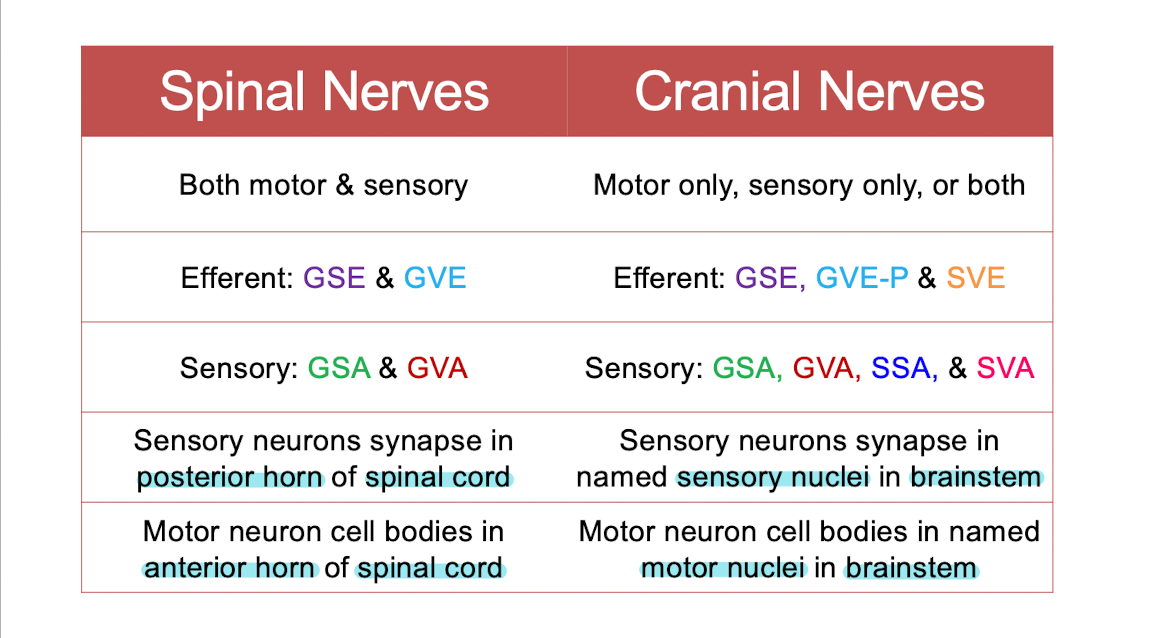 Spinal Nerves
Cranial Nerves
Both motor & sensory
Motor only, sensory only, or both
Efferent: GSE & GVE
Efferent: GSE, GVE-P & SVE
Sensory: GSA & GVA
Sensory: GSA, GVA, SSA, & SVA
Sensory neurons synapse in
posterior horn of spinal cord
Sensory neurons synapse in
named sensory nuclei in brainstem
Motor neuron cell bodies in
anterior horn of spinal cord
Motor neuron cell bodies in named
motor nuclei in brainstem